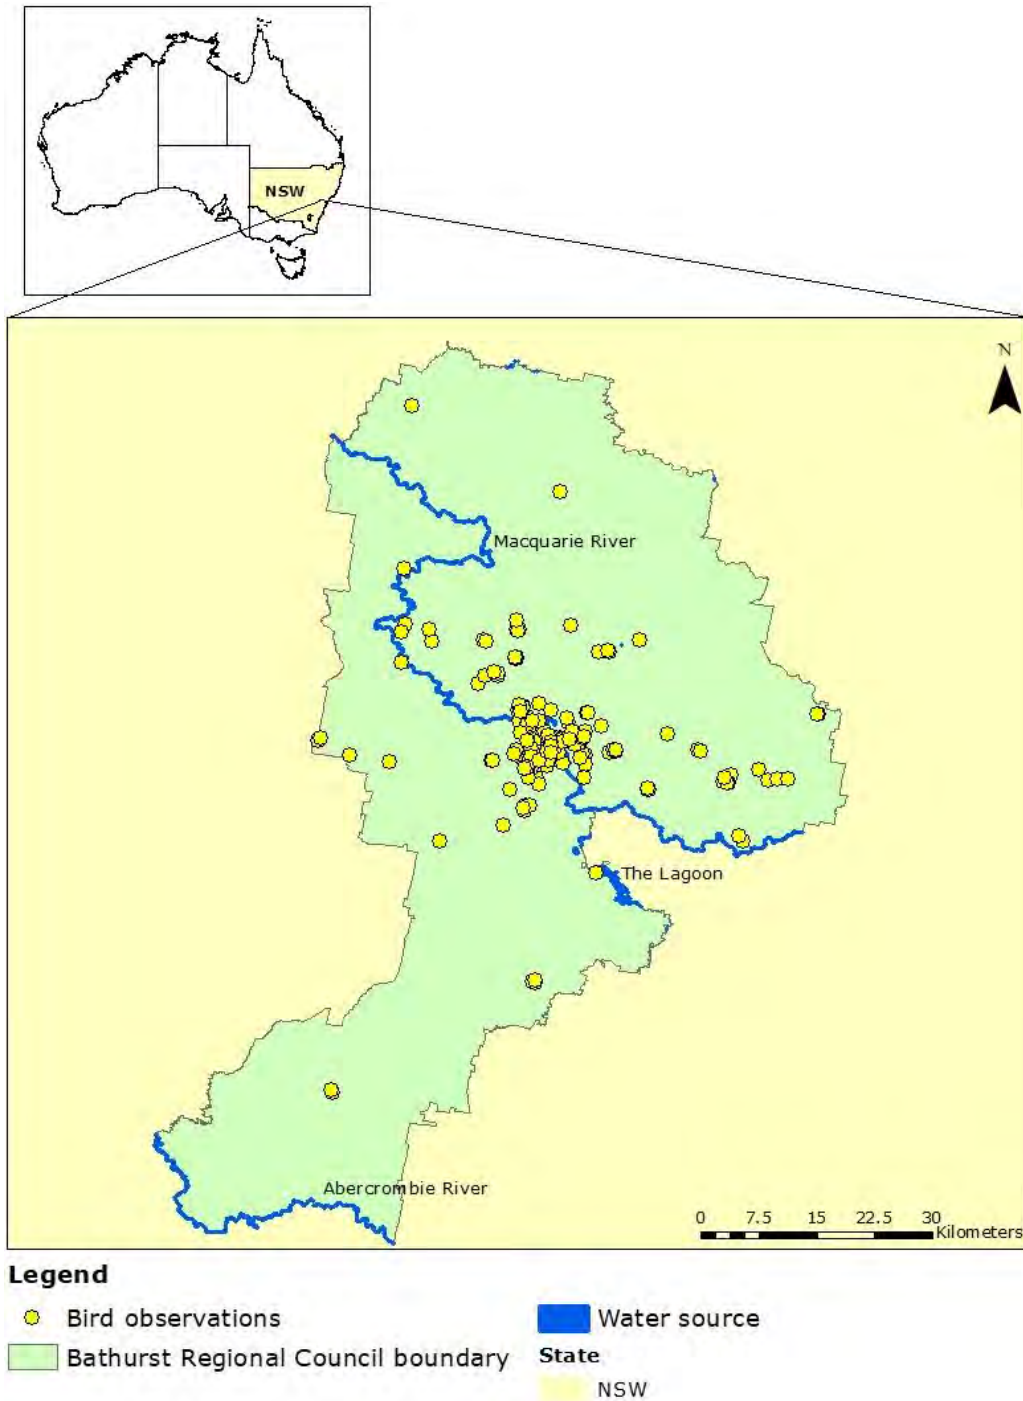 NSW
N
Macquarie River
The Lagoon
Abercrombie River
0 7.5 15 22.5 30
Kilometers
Legend
Bird observations
Water source
Bathurst Regional Council boundary
State
NSW